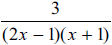 3
(2x − 1)(x + 1)